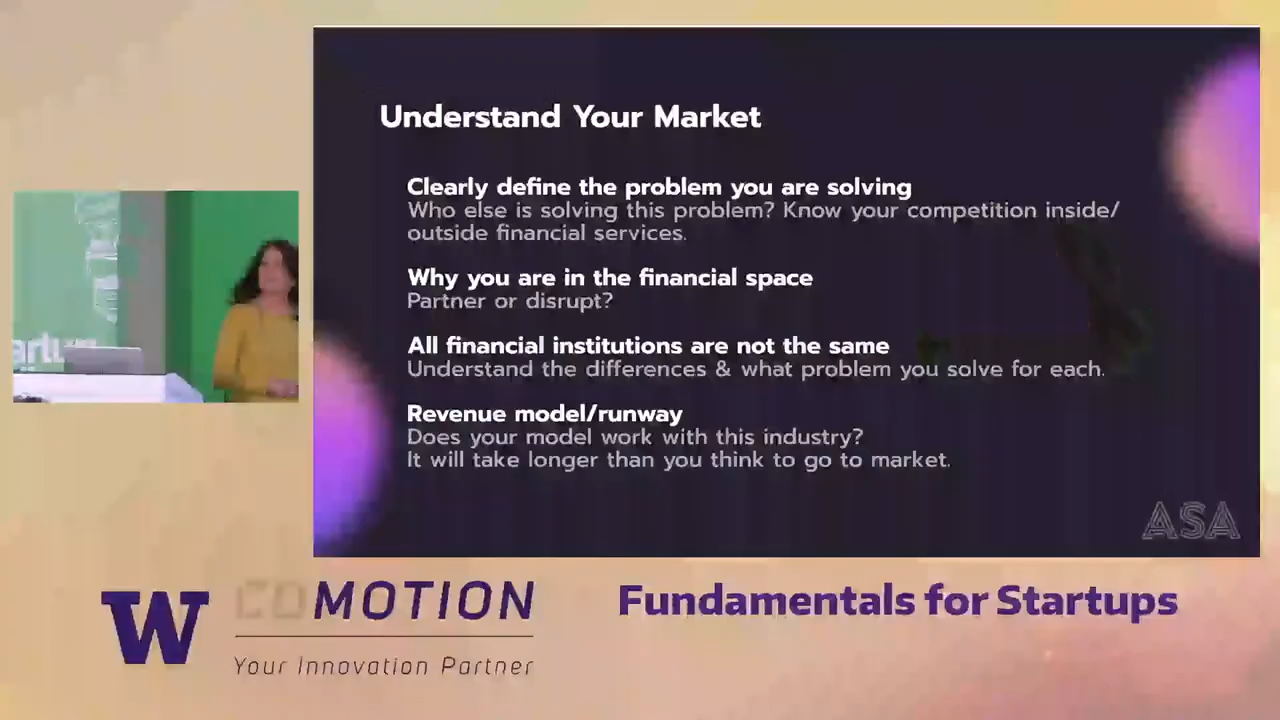 Understand Your Market
Clearly define the problem you are solving
Who else is solving this problem? Know your competition inside/
outside financial services.
Why you are in the financial space
Partner or disrupt?
All financial institutions are not the same
Understand the differences & what problem you solve for each.
Revenue model/runway
Does your model work with this industry?
It will take longer than you think to go to market.
ASA
W
COMOTION
Your Innovation Partner
Fundamentals for Startups